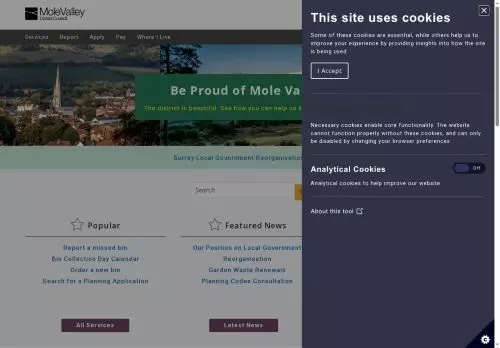 MoleValley
District Council
Services Report Apply Pay Where I Live
Be Proud of Mole Va
The district is beautiful. See how you can help us k
Surrey Local Government Reorganisation
Search
Popular
Report a missed bin
Bin Collection Day Calendar
Order a new bin
Search for a Planning Application
All Services
Featured News
Our Position on Local Government
Reorganisation
Garden Waste Renewals
Planning Codes Consultation
Latest News
This site uses cookies
Some of these cookies are essential, while others help us to
improve your experience by providing insights into how the site
is being used.
I Accept
Necessary cookies enable core functionality. The website
cannot function properly without these cookies, and can only
be disabled by changing your browser preferences.
Analytical Cookies
Off
Analytical cookies help to improve our website
About this tool